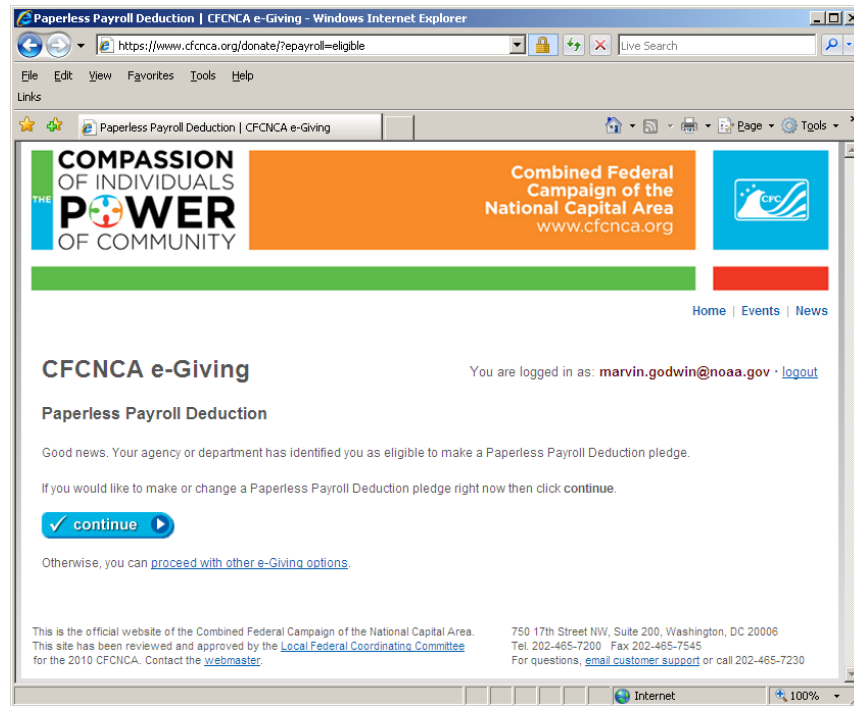 Paperless Payroll Deduction | CFCNCA e-Giving - Windows Internet Explorer
https://www.cfcnca.org/donate/?epayroll=eligible
Live Search
File Edit View Favorites Tools Help
Links
Paperless Payroll Deduction | CFCNCA e-Giving
Page Tools
COMPASSION
OF INDIVIDUALS
THE
POWER
OF COMMUNITY
Combined Federal
Campaign of the
National Capital Area
www.cfcnca.org
CFC
Home | Events | News
CFCNCA e-Giving
You are logged in as: marvin.godwin@noaa.gov · logout
Paperless Payroll Deduction
Good news. Your agency or department has identified you as eligible to make a Paperless Payroll Deduction pledge.
If you would like to make or change a Paperless Payroll Deduction pledge right now then click continue.
continue
Otherwise, you can proceed with other e-Giving options.
This is the official website of the Combined Federal Campaign of the National Capital Area.
This site has been reviewed and approved by the Local Federal Coordinating Committee
for the 2010 CFCNCA. Contact the webmaster.
750 17th Street NW, Suite 200, Washington, DC 20006
Tel. 202-465-7200 Fax 202-465-7545
For questions, email customer support or call 202-465-7230
Internet
100%